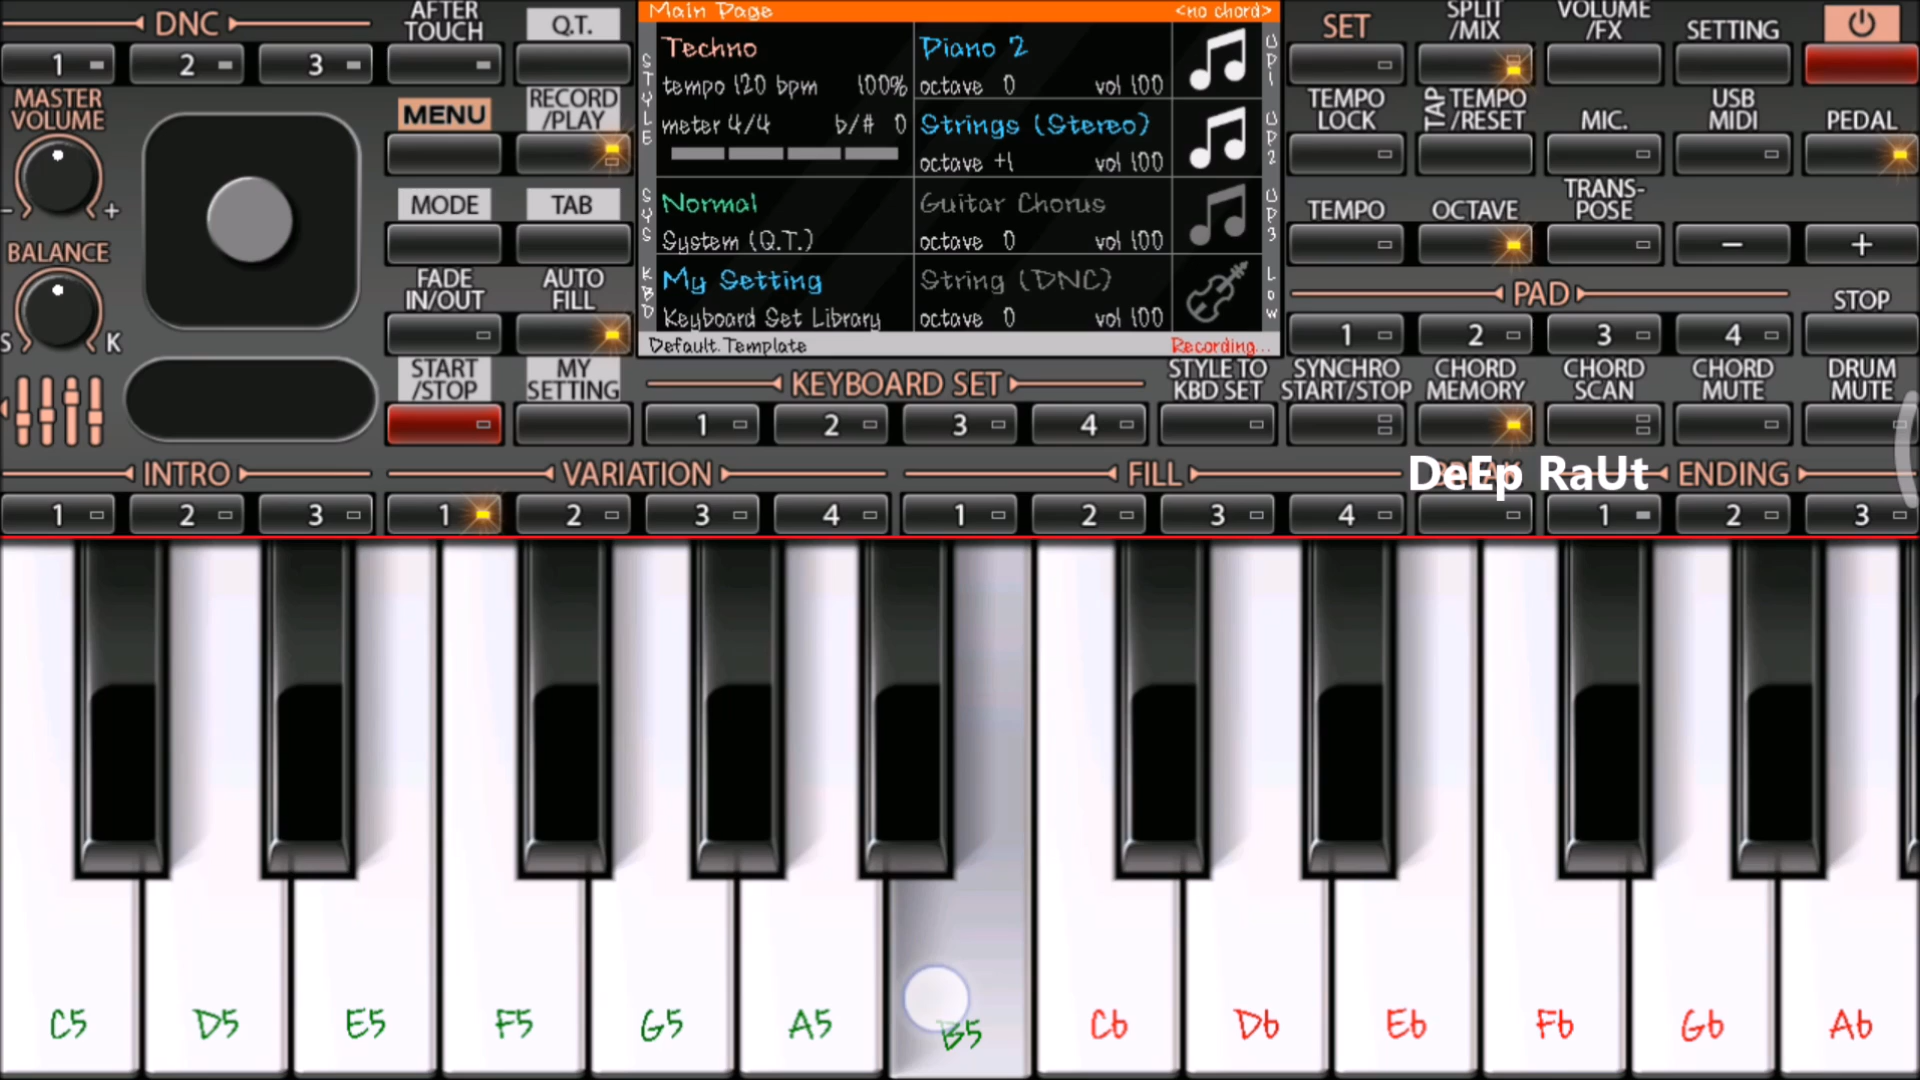 DNC
AFTER TOUCH
Q.T.
1 2 3
MASTER VOLUME
- +
BALANCE
S K
MENU
RECORD /PLAY
MODE
TAB
FADE IN/OUT
AUTO FILL
START /STOP
MY SETTING
Main Page <no chord>
STYLE
Techno
tempo 120 bpm 100%
meter 4/4 b/# 0
SYS
Normal
System (Q.T.)
KBD
My Setting
Keyboard Set Library
Piano 2
octave 0 vol 100
UP1
Strings (Stereo)
octave +1 vol 100
UP2
Guitar Chorus
octave 0 vol 100
UP3
String (DNC)
octave 0 vol 100
Low
Default.Template Recording...
KEYBOARD SET
1 2 3 4
STYLE TO KBD SET
SET
SPLIT /MIX
VOLUME /FX
SETTING
TEMPO LOCK
TAP TEMPO /RESET
MIC.
USB MIDI
PEDAL
TEMPO
OCTAVE
TRANS- POSE
- +
PAD
STOP
1 2 3 4
SYNCHRO START/STOP
CHORD MEMORY
CHORD SCAN
CHORD MUTE
DRUM MUTE
INTRO
VARIATION
FILL
DeEp RaUt
ENDING
1 2 3 1 2 3 4 1 2 3 4 1 2 3
C5 D5 E5 F5 G5 A5 B5 C6 D6 E6 F6 G6 A6